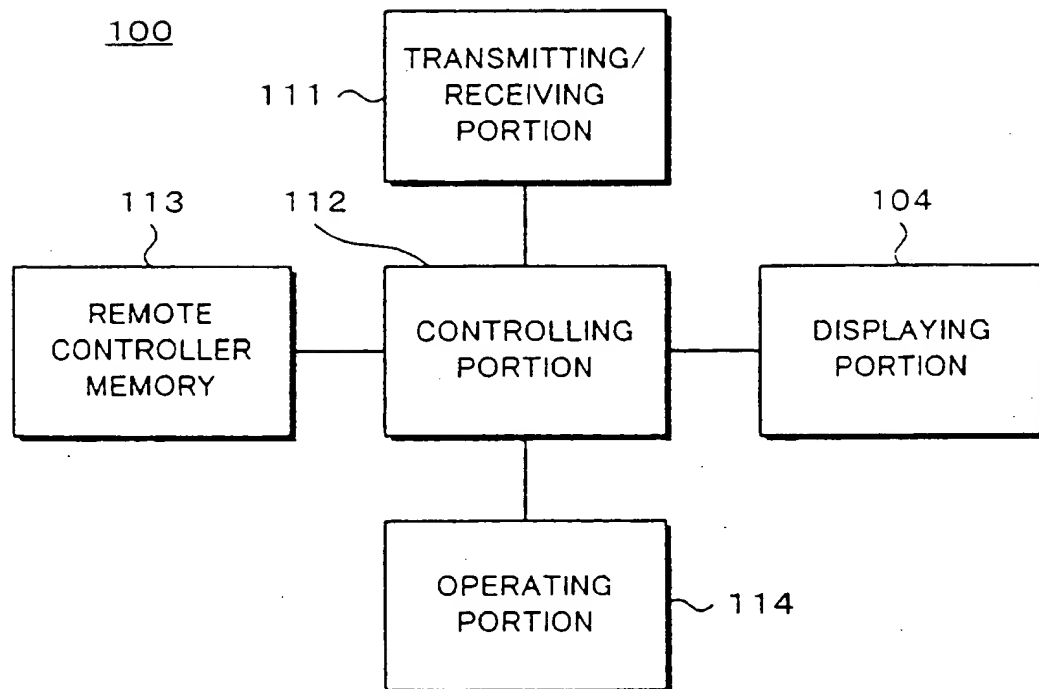 100
TRANSMITTING/
RECEIVING
PORTION
111
113
112
104
REMOTE
CONTROLLER
MEMORY
CONTROLLING
PORTION
DISPLAYING
PORTION
OPERATING
PORTION
114